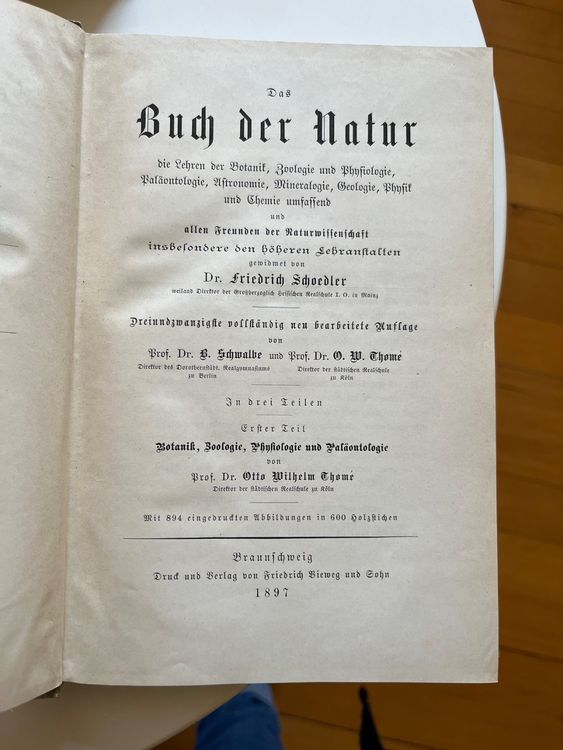 Das
Buch der Natur
die Lehren der Botanik, Zoologie und Physiologie,
Paläontologie, Astronomie, Mineralogie, Geologie, Physik
und Chemie umfassend
und
allen Freunden der Naturwissenschaft
insbesondere den höheren Lehranstalten
gewidmet von
Dr. Friedrich Schoedler
weiland Direktor der Großherzoglich Hessischen Realschule I. O. in Mainz
Dreiundzwanzigste vollständig neu bearbeitete Auflage
von
Prof. Dr. B. Schwalbe und Prof. Dr. O. W. Thomé
Direktor des Dorotheenstädt. Realgymnasiums Direktor der städtischen Realschule
zu Berlin zu Köln
In drei Teilen
Erster Teil
Botanik, Zoologie, Physiologie und Paläontologie
von
Prof. Dr. Otto Wilhelm Thomé
Direktor der städtischen Realschule zu Köln
Mit 894 eingedruckten Abbildungen in 600 Holzstichen
Braunschweig
Druck und Verlag von Friedrich Vieweg und Sohn
1897